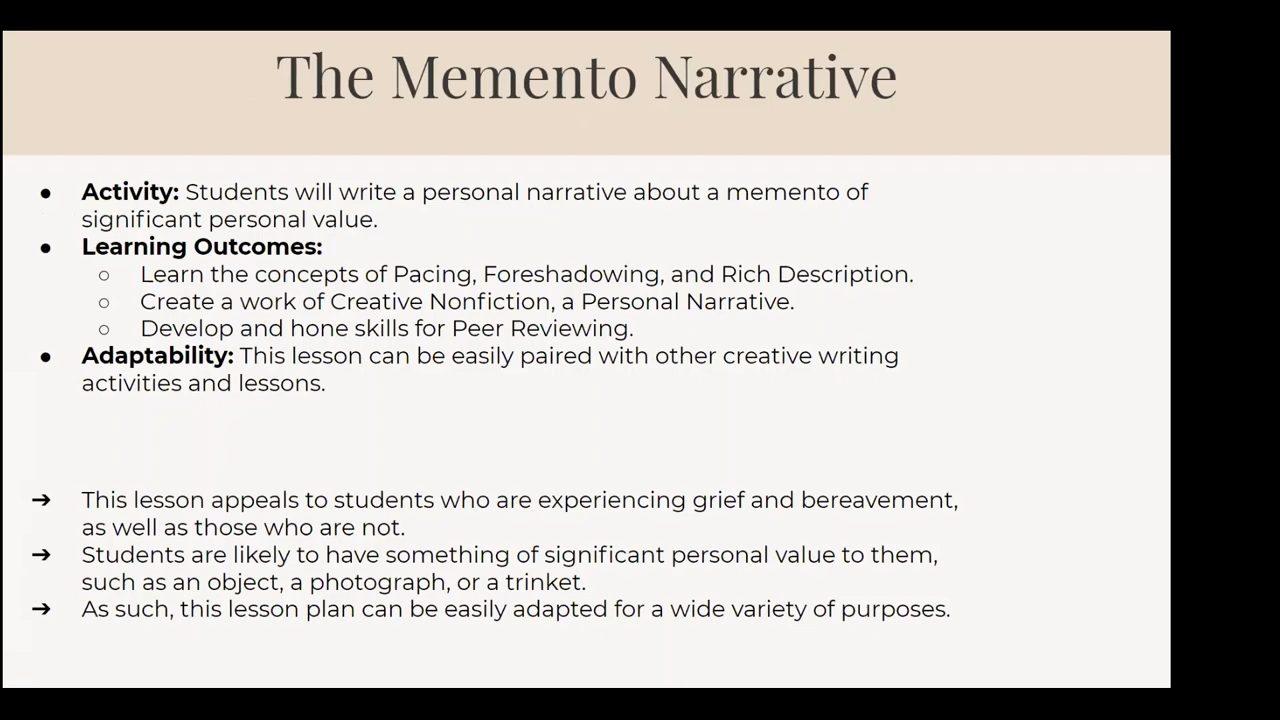 The Memento Narrative
● Activity: Students will write a personal narrative about a memento of
significant personal value.
● Learning Outcomes:
○ Learn the concepts of Pacing, Foreshadowing, and Rich Description.
○ Create a work of Creative Nonfiction, a Personal Narrative.
○ Develop and hone skills for Peer Reviewing.
● Adaptability: This lesson can be easily paired with other creative writing
activities and lessons.
➔ This lesson appeals to students who are experiencing grief and bereavement,
as well as those who are not.
➔ Students are likely to have something of significant personal value to them,
such as an object, a photograph, or a trinket.
➔ As such, this lesson plan can be easily adapted for a wide variety of purposes.